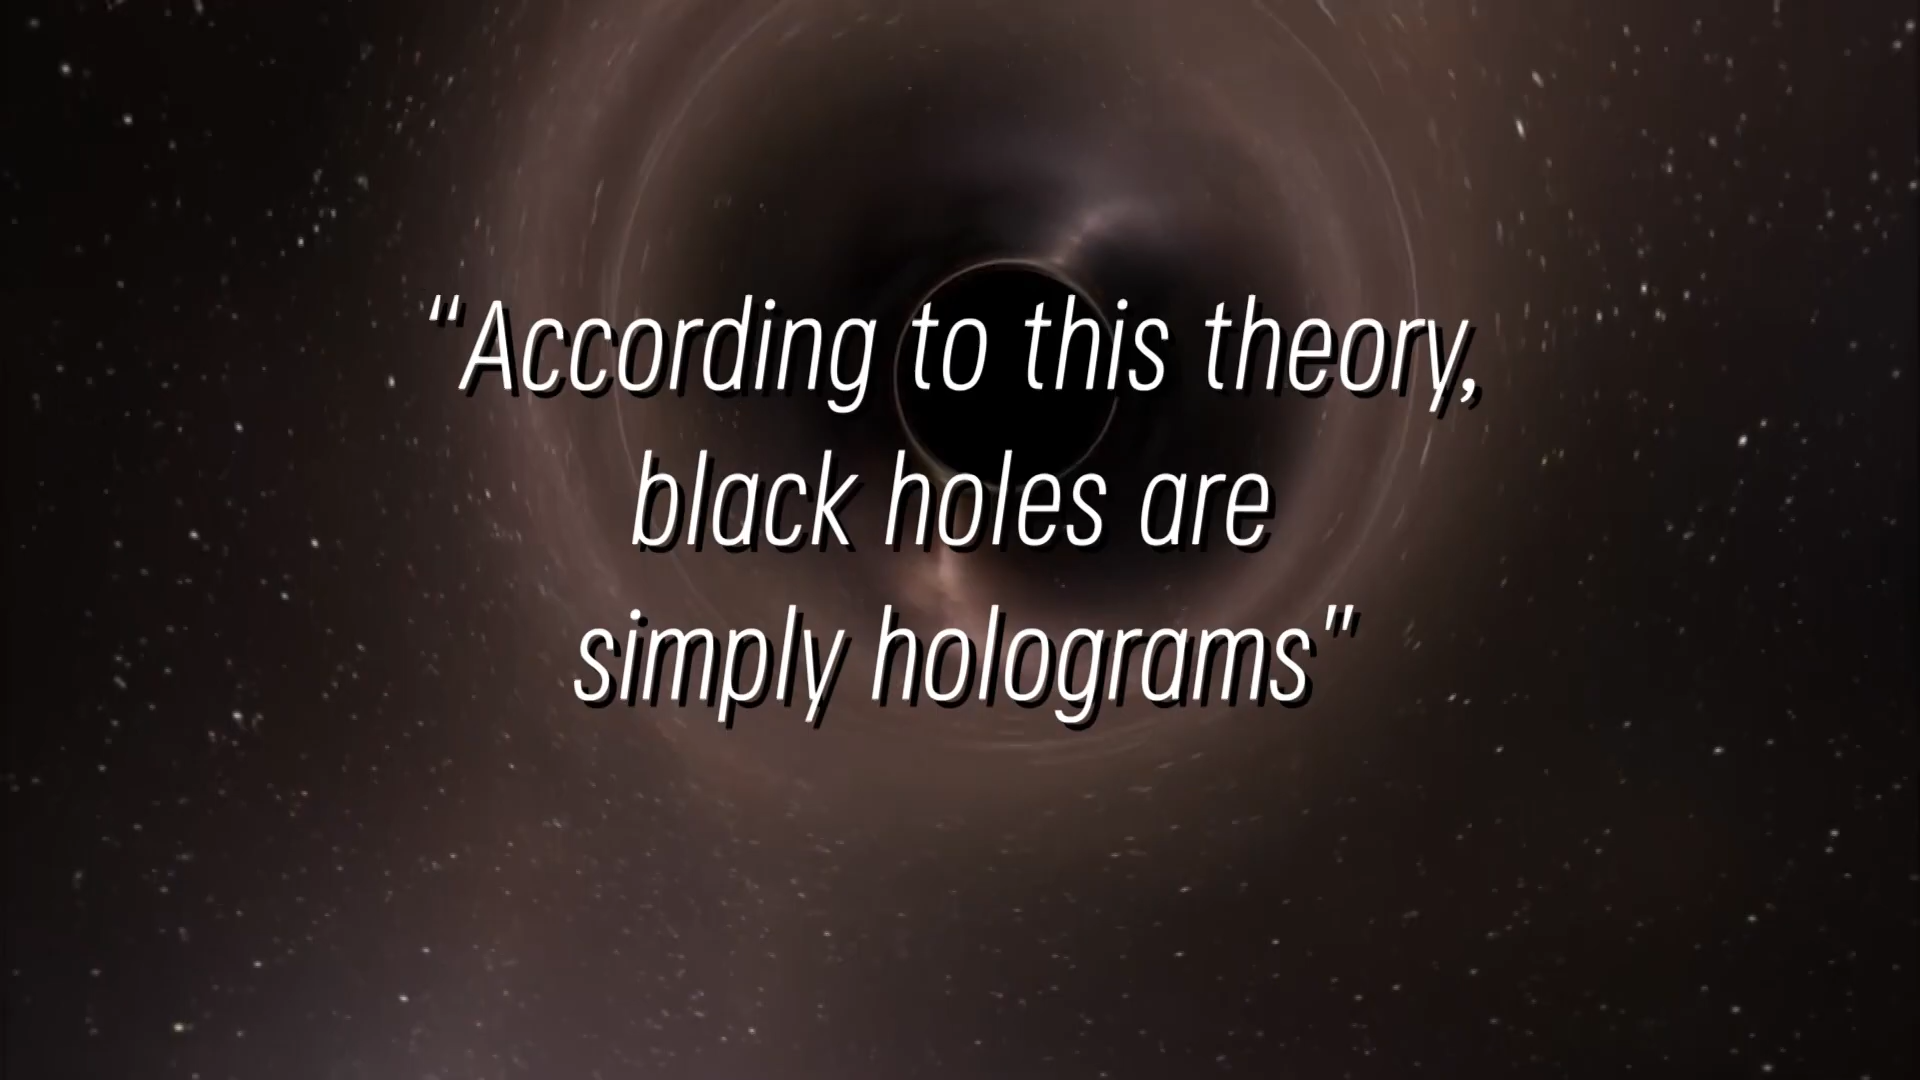 “According to this theory,
black holes are
simply holograms”